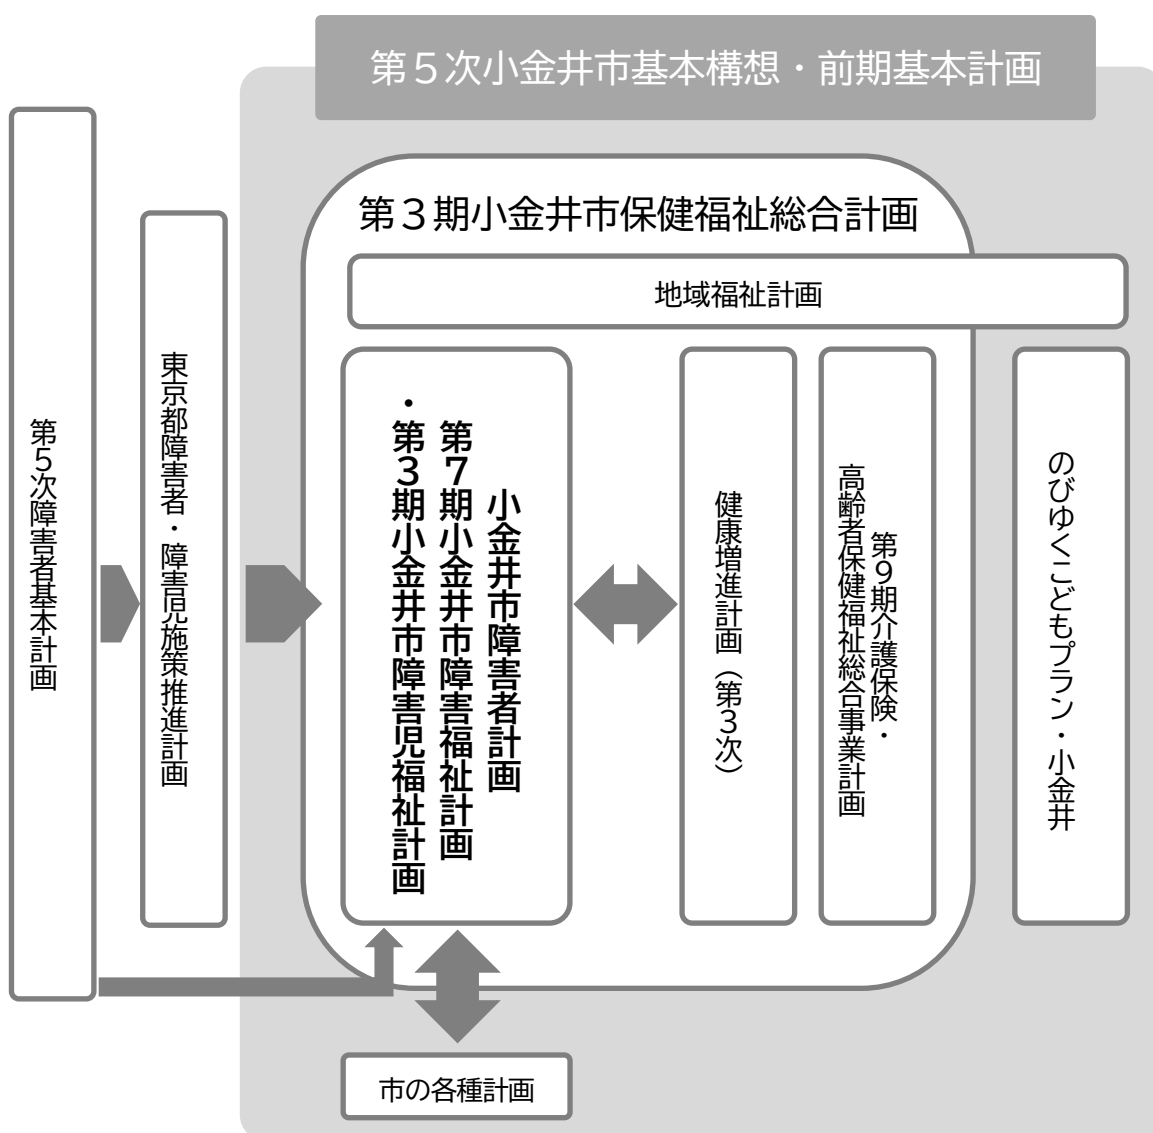 第５次小金井市基本構想・前期基本計画
第３期小金井市保健福祉総合計画
地域福祉計画
第５次障害者基本計画
東京都障害者・障害児施策推進計画
小金井市障害者計画
第７期小金井市障害福祉計画
・第３期小金井市障害児福祉計画
健康増進計画（第３次）
第９期介護保険・
高齢者保健福祉総合事業計画
のびゆくこどもプラン・小金井
市の各種計画